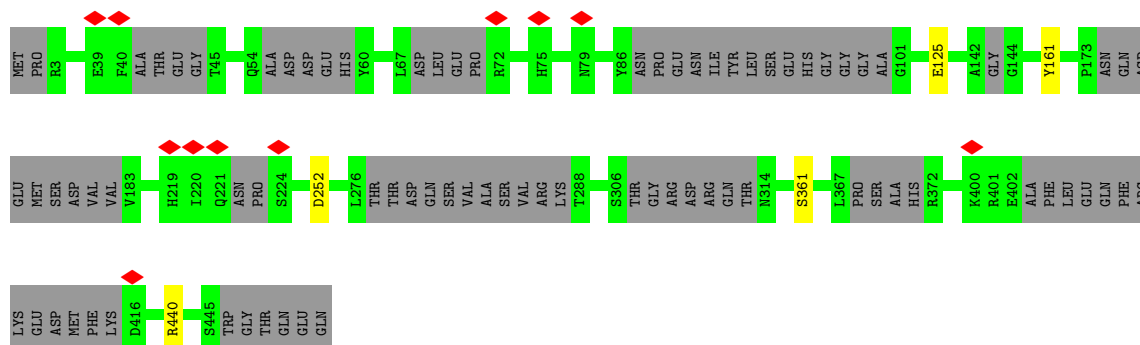 MET PRO R3 E39 F40 ALA THR GLU GLY T45 Q54 ALA ASP ASP GLU HIS Y60 L67 ASP LEU GLU PRO R72 H75 N79 Y86 ASN PRO GLU ASN ILE TYR LEU SER GLU HIS GLY GLY GLY ALA G101 E125 A142 GLY G144 Y161 P173 ASN GLN ASP
GLU MET SER ASP VAL VAL V183 H219 I220 Q221 ASN PRO S224 D252 L276 THR THR ASP GLN SER VAL ALA SER VAL ARG LYS T288 S306 THR GLY ARG ASP ARG GLN THR N314 S361 L367 PRO SER ALA HIS R372 K400 R401 E402 ALA PHE LEU GLU GLN PHE ARG
LYS GLU ASP MET PHE LYS D416 R440 S445 TRP GLY THR GLN GLU GLN